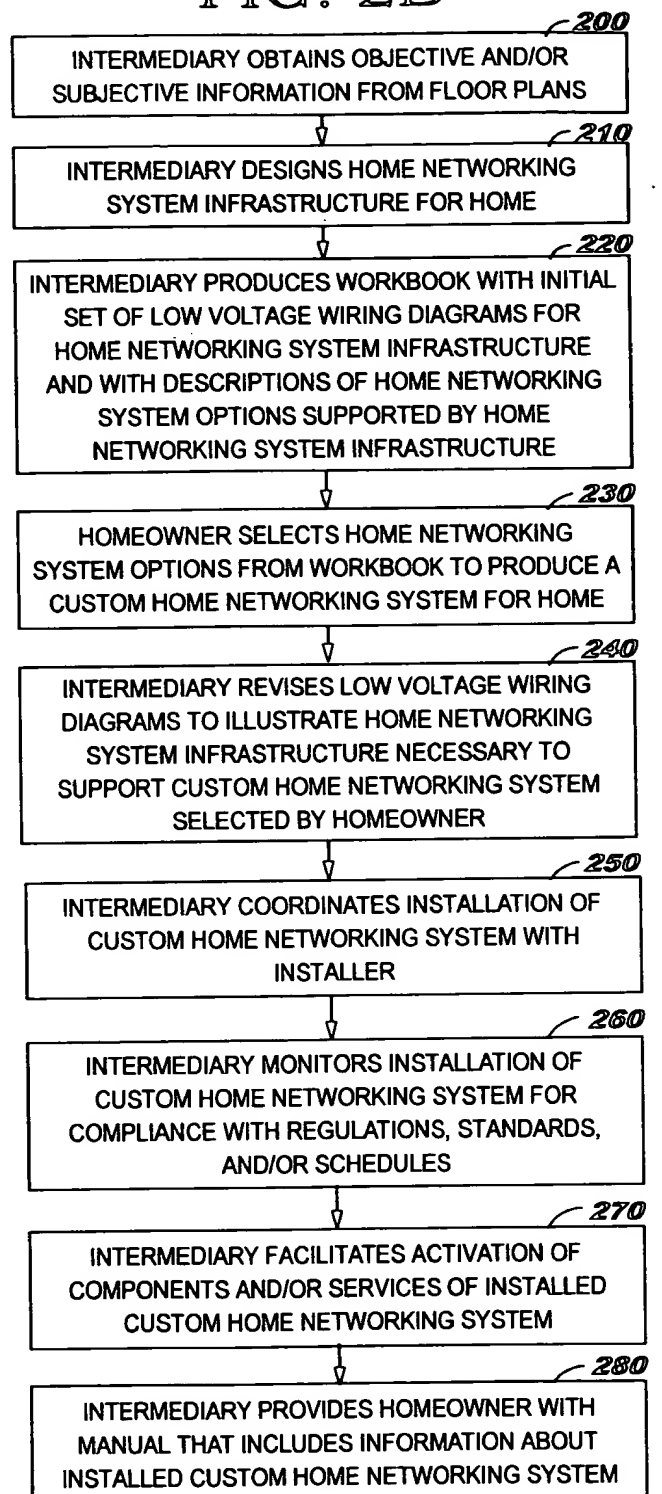 FIG. 2B
200
INTERMEDIARY OBTAINS OBJECTIVE AND/OR
SUBJECTIVE INFORMATION FROM FLOOR PLANS
210
INTERMEDIARY DESIGNS HOME NETWORKING
SYSTEM INFRASTRUCTURE FOR HOME
220
INTERMEDIARY PRODUCES WORKBOOK WITH INITIAL
SET OF LOW VOLTAGE WIRING DIAGRAMS FOR
HOME NETWORKING SYSTEM INFRASTRUCTURE
AND WITH DESCRIPTIONS OF HOME NETWORKING
SYSTEM OPTIONS SUPPORTED BY HOME
NETWORKING SYSTEM INFRASTRUCTURE
230
HOMEOWNER SELECTS HOME NETWORKING
SYSTEM OPTIONS FROM WORKBOOK TO PRODUCE A
CUSTOM HOME NETWORKING SYSTEM FOR HOME
240
INTERMEDIARY REVISES LOW VOLTAGE WIRING
DIAGRAMS TO ILLUSTRATE HOME NETWORKING
SYSTEM INFRASTRUCTURE NECESSARY TO
SUPPORT CUSTOM HOME NETWORKING SYSTEM
SELECTED BY HOMEOWNER
250
INTERMEDIARY COORDINATES INSTALLATION OF
CUSTOM HOME NETWORKING SYSTEM WITH
INSTALLER
260
INTERMEDIARY MONITORS INSTALLATION OF
CUSTOM HOME NETWORKING SYSTEM FOR
COMPLIANCE WITH REGULATIONS, STANDARDS,
AND/OR SCHEDULES
270
INTERMEDIARY FACILITATES ACTIVATION OF
COMPONENTS AND/OR SERVICES OF INSTALLED
CUSTOM HOME NETWORKING SYSTEM
280
INTERMEDIARY PROVIDES HOMEOWNER WITH
MANUAL THAT INCLUDES INFORMATION ABOUT
INSTALLED CUSTOM HOME NETWORKING SYSTEM